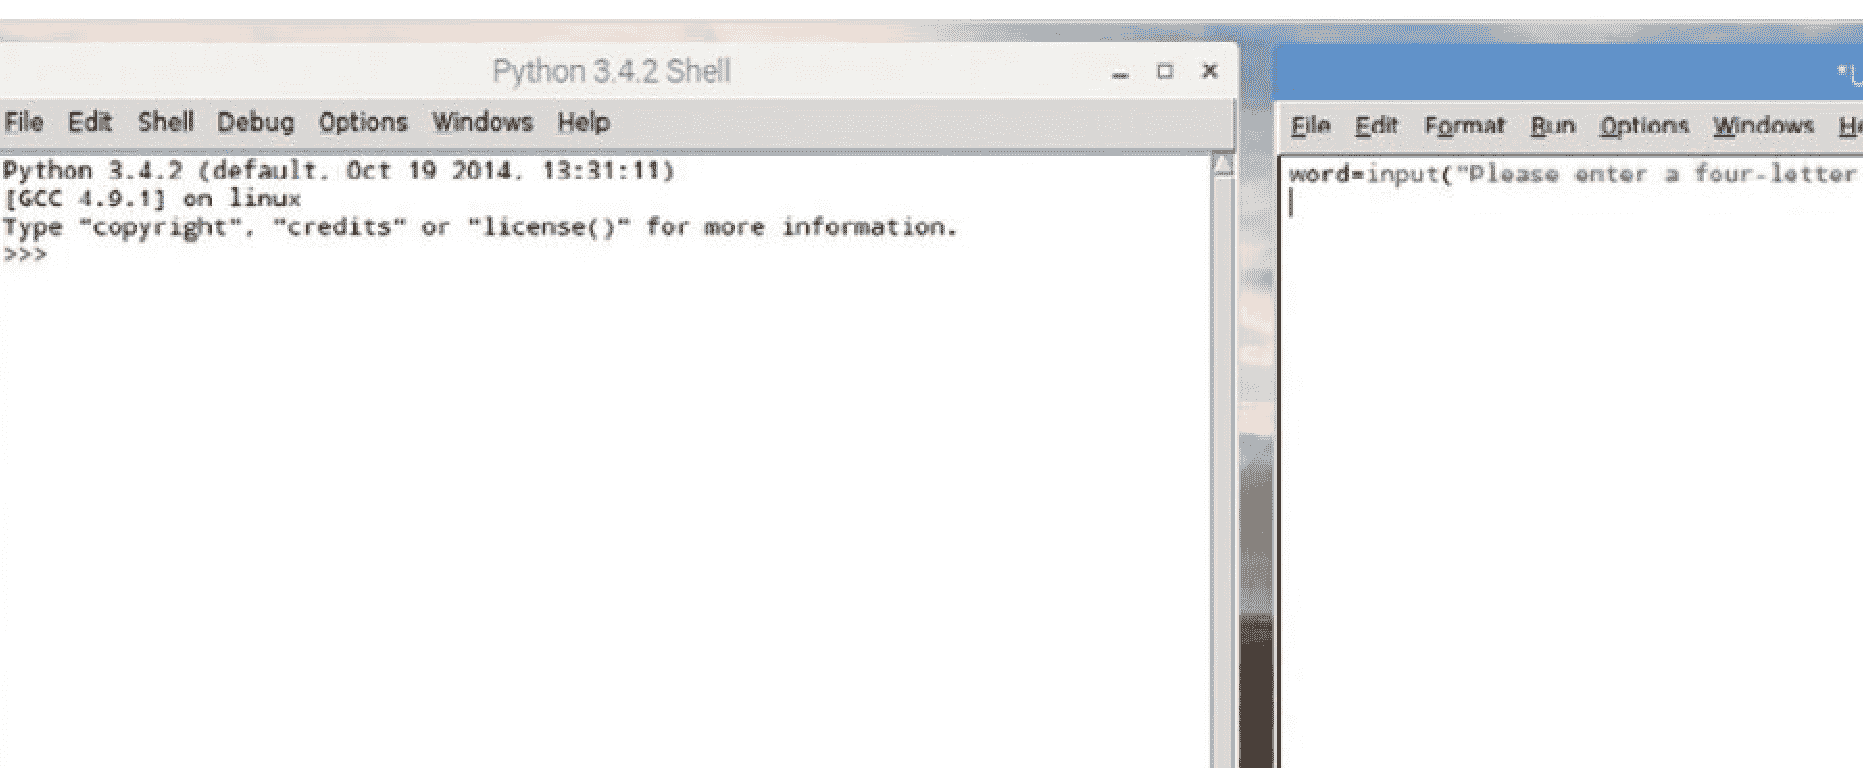 Python 3.4.2 Shell
File Edit Shell Debug Options Windows Help
Python 3.4.2 (default, Oct 19 2014, 13:31:11)
[GCC 4.9.1] on linux
Type "copyright", "credits" or "license()" for more information.
>>>
File Edit Format Run Options Windows He
word=input("Please enter a four-letter